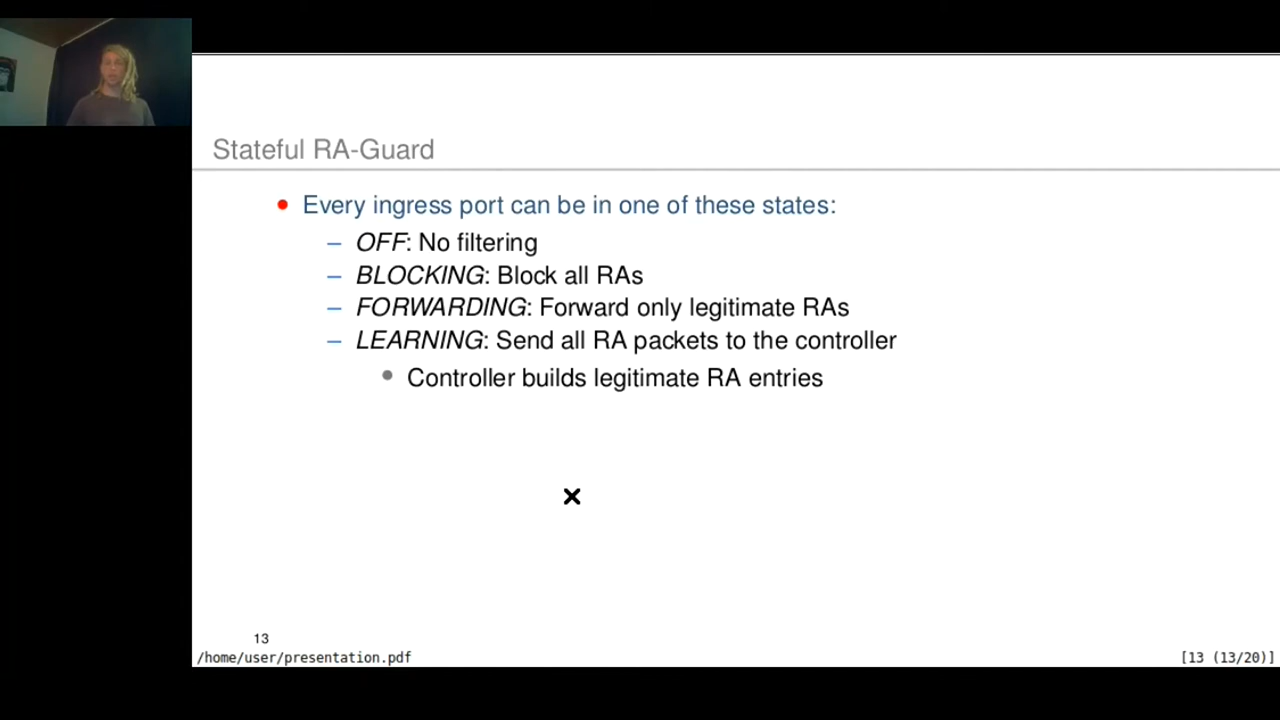 Stateful RA-Guard
• Every ingress port can be in one of these states:
– OFF: No filtering
– BLOCKING: Block all RAs
– FORWARDING: Forward only legitimate RAs
– LEARNING: Send all RA packets to the controller
• Controller builds legitimate RA entries
13
/home/user/presentation.pdf
[13 (13/20)]